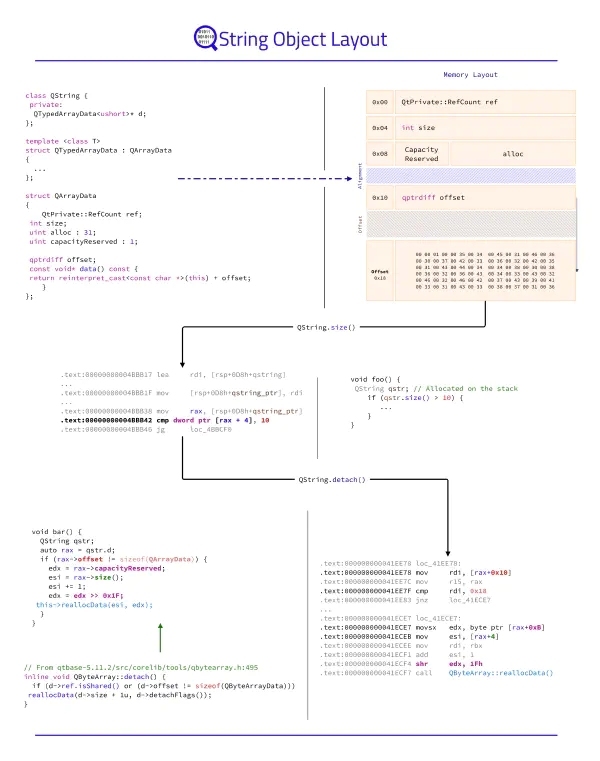 String Object Layout
Memory Layout
class QString {
private:
QTypedArrayData<ushort>* d;
};
template <class T>
struct QTypedArrayData : QArrayData
{
...
};
struct QArrayData
{
QtPrivate::RefCount ref;
int size;
uint alloc : 31;
uint capacityReserved : 1;
qptrdiff offset;
const void* data() const {
return reinterpret_cast<const char *>(this) + offset;
}
};
0x00 QtPrivate::RefCount ref
0x04 int size
0x08 Capacity Reserved alloc
Alignment
0x10 qptrdiff offset
Offset
Offset
0x18
QString.size()
.text:00000000004BBB17 lea rdi, [rsp+0D8h+qstring]
...
.text:00000000004BBB1F mov [rsp+0D8h+qstring_ptr], rdi
...
.text:00000000004BBB38 mov rax, [rsp+0D8h+qstring_ptr]
.text:00000000004BBB42 cmp dword ptr [rax + 4], 10
.text:00000000004BBB46 jg loc_4BBCF0
void foo() {
QString qstr; // Allocated on the stack
if (qstr.size() > 10) {
...
}
}
QString.detach()
void bar() {
QString qstr;
auto rax = qstr.d;
if (rax->offset != sizeof(QArrayData)) {
edx = rax->capacityReserved;
esi = rax->size();
esi += 1;
edx = edx >> 0x1F;
this->reallocData(esi, edx);
}
}
// From qtbase-5.11.2/src/corelib/tools/qbytearray.h:495
inline void QByteArray::detach() {
if (d->ref.isShared() or (d->offset != sizeof(QByteArrayData)))
reallocData(d->size + 1u, d->detachFlags());
}
.text:000000000041EE78 loc_41EE78:
.text:000000000041EE78 mov rdi, [rax+0x10]
.text:000000000041EE7C mov r15, rax
.text:000000000041EE7F cmp rdi, 0x18
.text:000000000041EE83 jnz loc_41ECE7
...
.text:000000000041ECE7 loc_41ECE7:
.text:000000000041ECE7 movsx edx, byte ptr [rax+0xB]
.text:000000000041ECEB mov esi, [rax+4]
.text:000000000041ECEE mov rdi, rbx
.text:000000000041ECF1 add esi, 1
.text:000000000041ECF4 shr edx, 1Fh
.text:000000000041ECF7 call QByteArray::reallocData()